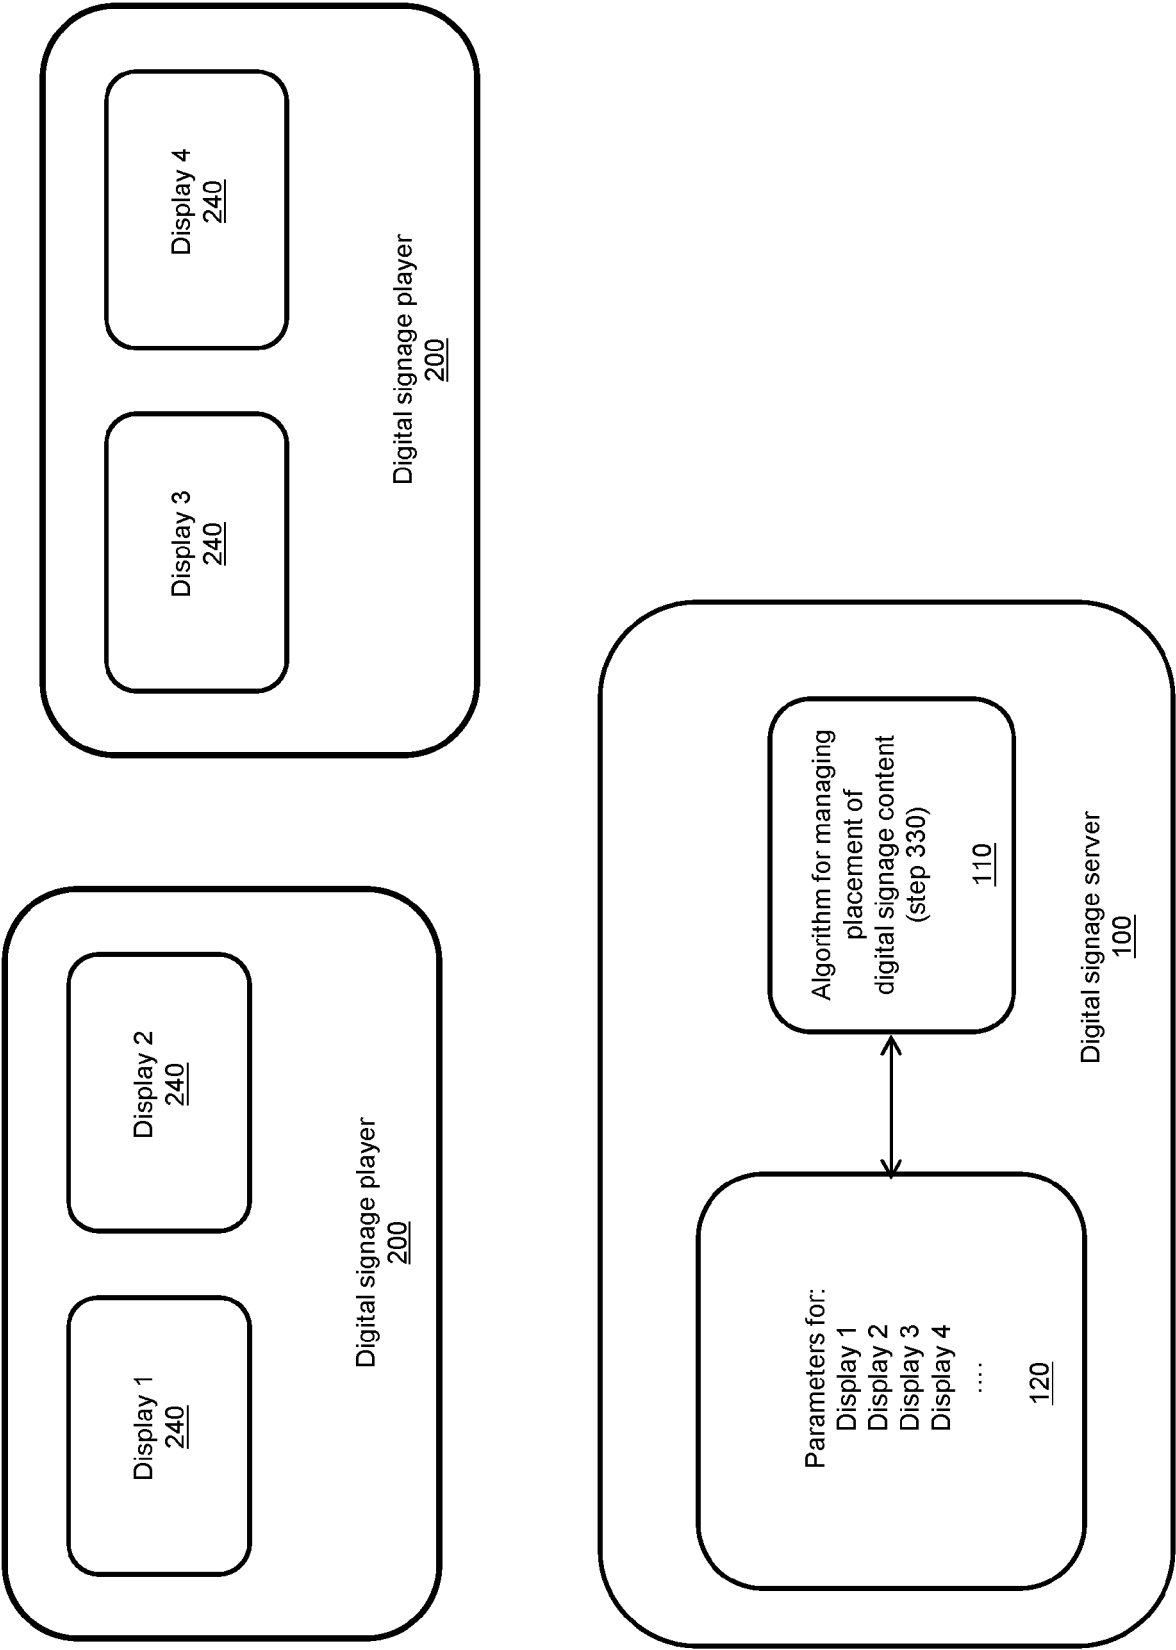 Display 1
240
Display 2
240
Digital signage player
200
Display 3
240
Display 4
240
Digital signage player
200
Parameters for:
Display 1
Display 2
Display 3
Display 4
....
120
Algorithm for managing
placement of
digital signage content
(step 330)
110
Digital signage server
100